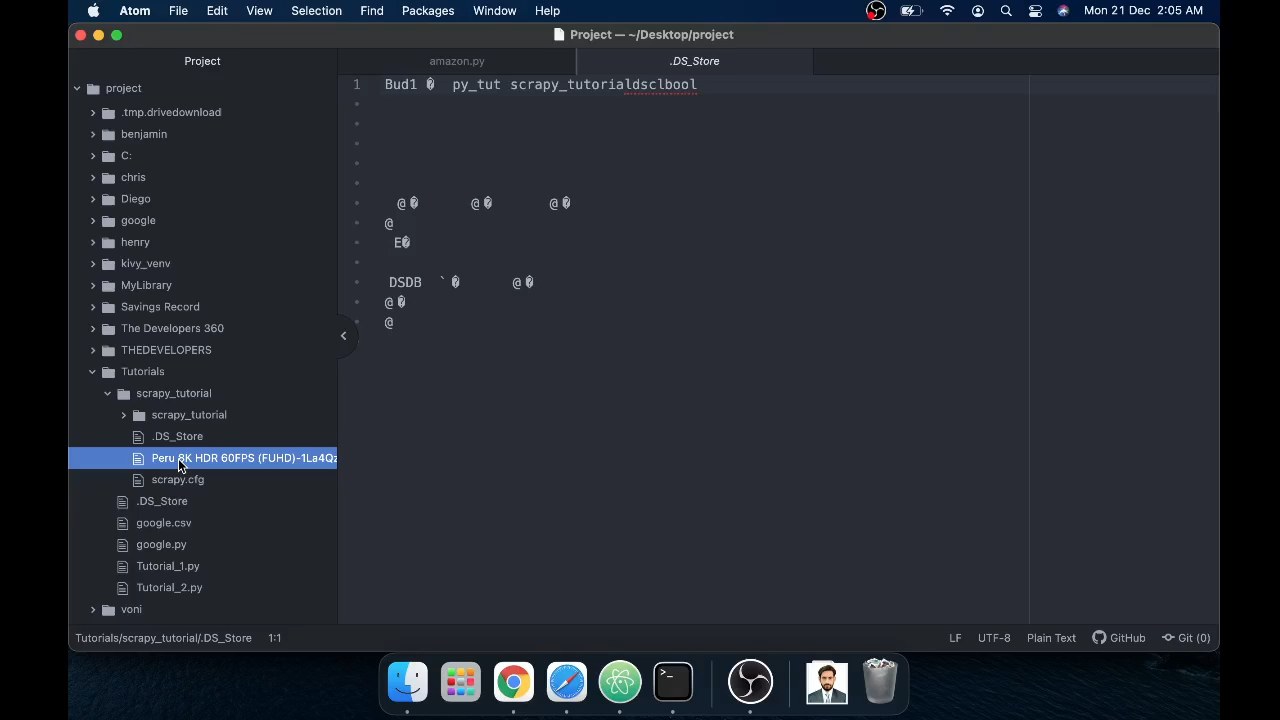 Atom File Edit View Selection Find Packages Window Help Mon 21 Dec 2:05 AM
Project — ~/Desktop/project
Project
amazon.py
.DS_Store
project
.tmp.drivedownload
benjamin
C:
chris
Diego
google
henry
kivy_venv
MyLibrary
Savings Record
The Developers 360
THEDEVELOPERS
Tutorials
scrapy_tutorial
scrapy_tutorial
.DS_Store
Peru 8K HDR 60FPS (FUHD)-1La4Qz
scrapy.cfg
.DS_Store
google.csv
google.py
Tutorial_1.py
Tutorial_2.py
voni
1 Bud1 � py_tut scrapy_tutorialdsclbool
@� @� @�
@
E�
DSDB ` � @�
@�
@
Tutorials/scrapy_tutorial/.DS_Store 1:1 LF UTF-8 Plain Text GitHub Git (0)
>_